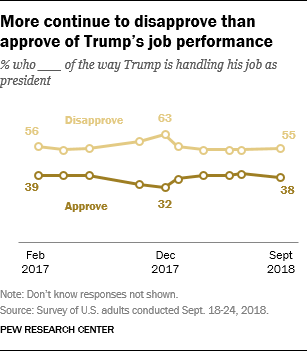 More continue to disapprove than
approve of Trump's job performance
% who ___ of the way Trump is handling his job as
president
Disapprove
56
63
55
39
32
38
Approve
Feb
2017
Dec
2017
Sept
2018
Note: Don't know responses not shown.
Source: Survey of U.S. adults conducted Sept. 18-24, 2018.
PEW RESEARCH CENTER